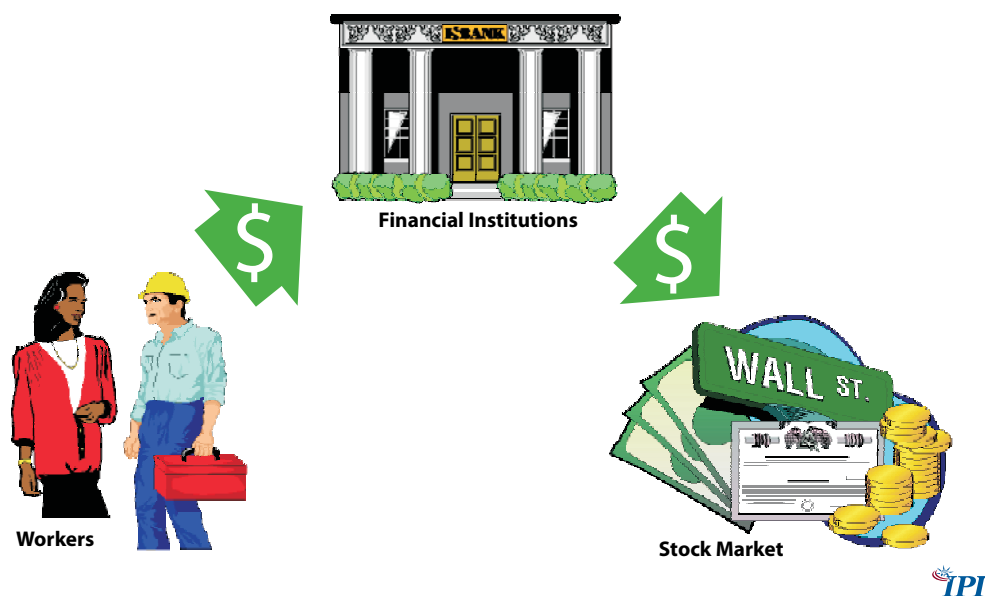 $BANK
Financial Institutions
$
$
WALL ST.
Workers
Stock Market
IPI